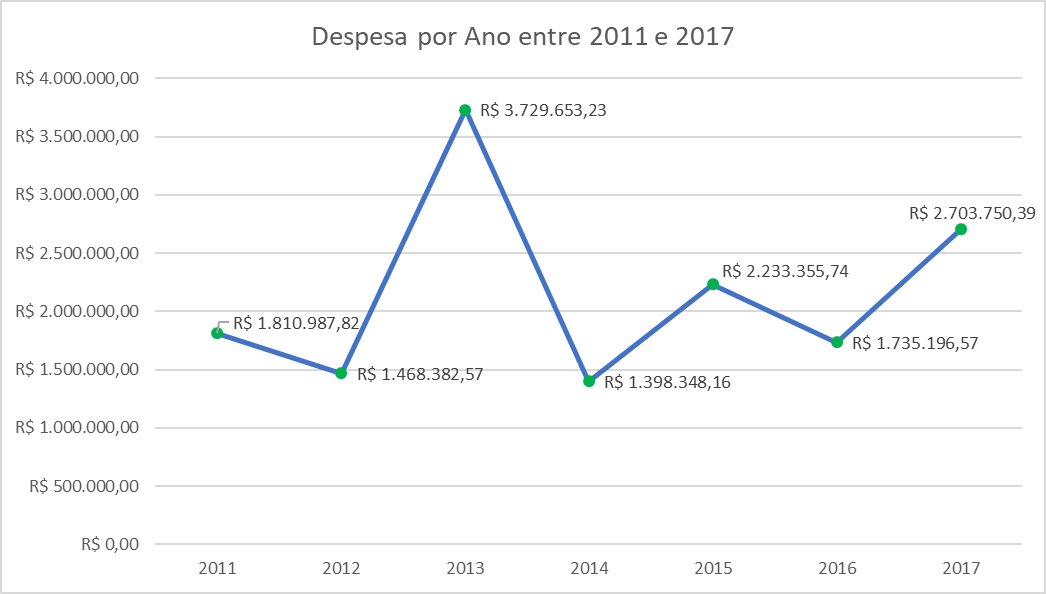 Despesa por Ano entre 2011 e 2017
R$ 4.000.000,00
R$ 3.500.000,00
R$ 3.000.000,00
R$ 2.500.000,00
R$ 2.000.000,00
R$ 1.500.000,00
R$ 1.000.000,00
R$ 500.000,00
R$ 0,00
R$ 1.810.987,82
R$ 1.468.382,57
R$ 3.729.653,23
R$ 1.398.348,16
R$ 2.233.355,74
R$ 1.735.196,57
R$ 2.703.750,39
2011 2012 2013 2014 2015 2016 2017